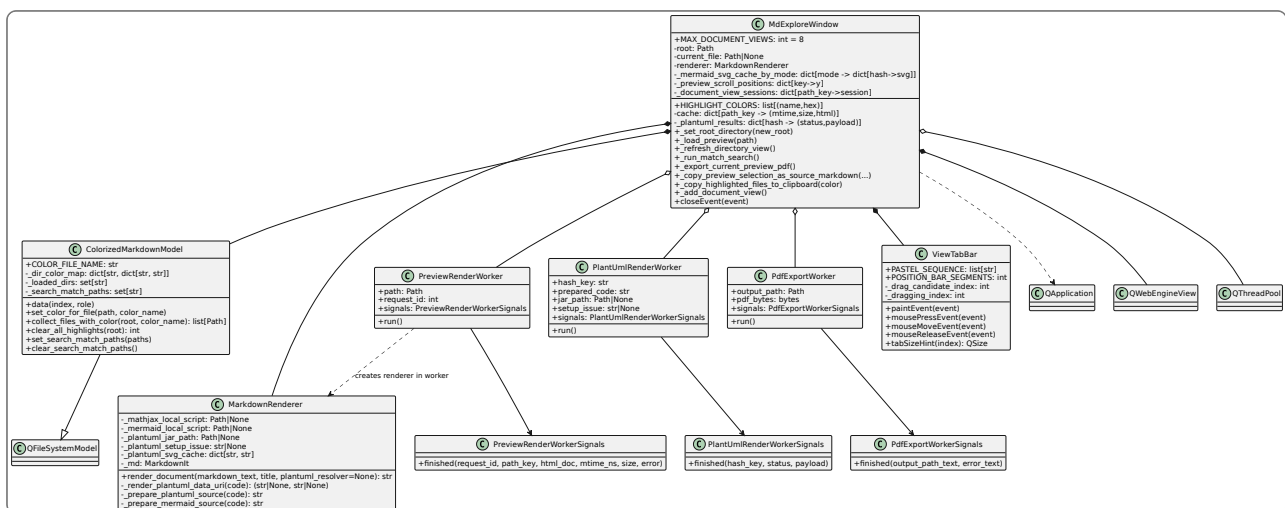 C MdExploreWindow
+MAX_DOCUMENT_VIEWS: int = 8
-root: Path
-current_file: Path|None
-renderer: MarkdownRenderer
-_mermaid_svg_cache_by_mode: dict[mode -> dict[hash->svg]]
-_preview_scroll_positions: dict[key->y]
-_document_view_sessions: dict[path_key->session]
+HIGHLIGHT_COLORS: list[(name,hex)]
-cache: dict[path_key -> (mtime,size,html)]
-_plantuml_results: dict[hash -> (status,payload)]
+_set_root_directory(new_root)
+_load_preview(path)
+_refresh_directory_view()
+_run_match_search()
+_export_current_preview_pdf()
+_copy_preview_selection_as_source_markdown(...)
+_copy_highlighted_files_to_clipboard(color)
+_add_document_view()
+closeEvent(event)
C ColorizedMarkdownModel
+COLOR_FILE_NAME: str
-_dir_color_map: dict[str, dict[str, str]]
-_loaded_dirs: set[str]
-_search_match_paths: set[str]
+data(index, role)
+set_color_for_file(path, color_name)
+collect_files_with_color(root, color_name): list[Path]
+clear_all_highlights(root): int
+set_search_match_paths(paths)
+clear_search_match_paths()
C PreviewRenderWorker
+path: Path
+request_id: int
+signals: PreviewRenderWorkerSignals
+run()
C PlantUmlRenderWorker
+hash_key: str
+prepared_code: str
+jar_path: Path|None
+setup_issue: str|None
+signals: PlantUmlRenderWorkerSignals
+run()
C PdfExportWorker
+output_path: Path
+pdf_bytes: bytes
+signals: PdfExportWorkerSignals
+run()
C ViewTabBar
+PASTEL_SEQUENCE: list[str]
+POSITION_BAR_SEGMENTS: int
-_drag_candidate_index: int
-_dragging_index: int
+paintEvent(event)
+mousePressEvent(event)
+mouseMoveEvent(event)
+mouseReleaseEvent(event)
+tabSizeHint(index): QSize
C QApplication
C QWebEngineView
C QThreadPool
creates renderer in worker
C QFileSystemModel
C MarkdownRenderer
-_mathjax_local_script: Path|None
-_mermaid_local_script: Path|None
-_plantuml_jar_path: Path|None
-_plantuml_setup_issue: str|None
-_plantuml_svg_cache: dict[str, str]
-_md: MarkdownIt
+render_document(markdown_text, title, plantuml_resolver=None): str
-_render_plantuml_data_uri(code): (str|None, str|None)
-_prepare_plantuml_source(code): str
-_prepare_mermaid_source(code): str
C PreviewRenderWorkerSignals
+finished(request_id, path_key, html_doc, mtime_ns, size, error)
C PlantUmlRenderWorkerSignals
+finished(hash_key, status, payload)
C PdfExportWorkerSignals
+finished(output_path_text, error_text)